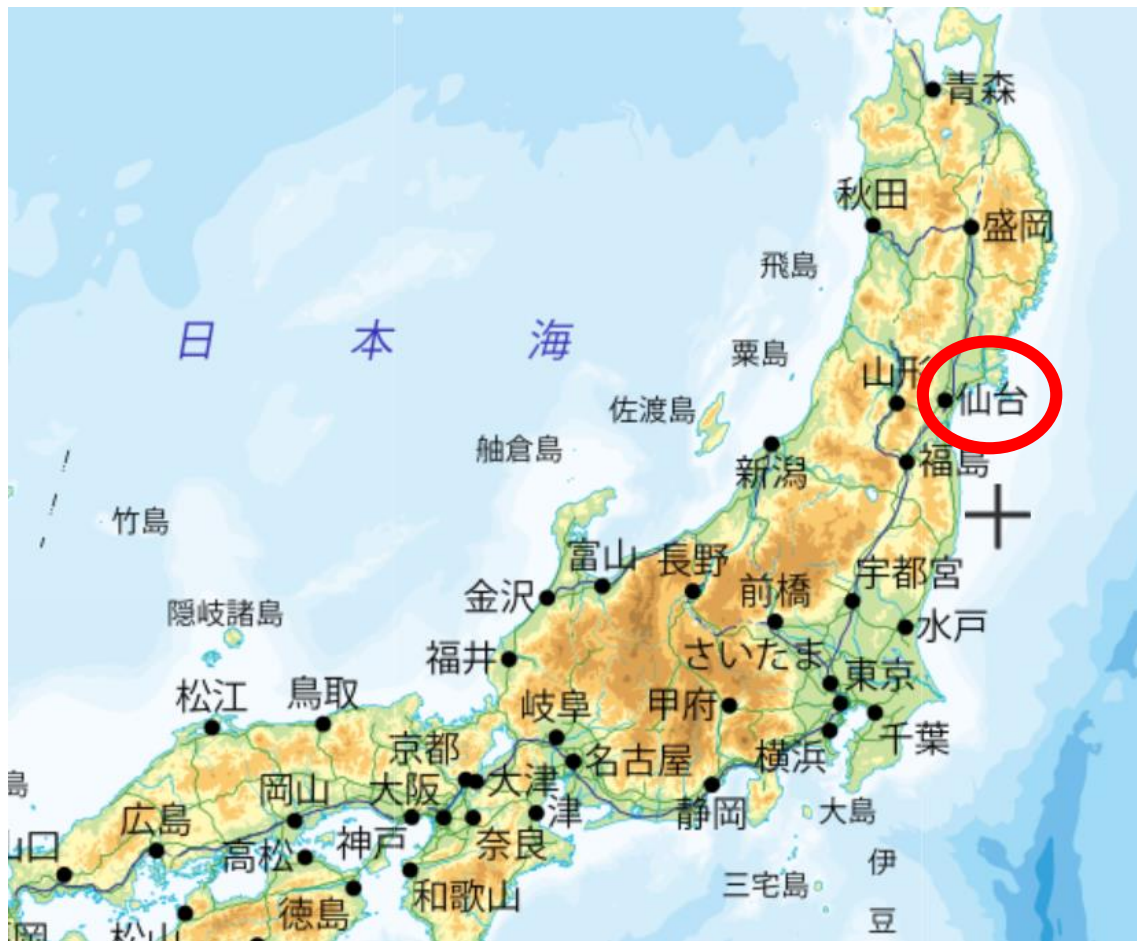 青森
秋田
盛岡
飛島
日本海
粟島
山形
仙台
佐渡島
舳倉島
新潟
福島
竹島
富山
長野
前橋
宇都宮
金沢
水戸
隠岐諸島
さいたま
福井
東京
松江
鳥取
岐阜
甲府
千葉
京都
横浜
名古屋
大津
岡山
大阪
静岡
大島
広島
津
神戸
奈良
山口
高松
伊
三宅島
和歌山
徳島
豆
松山
島
岡